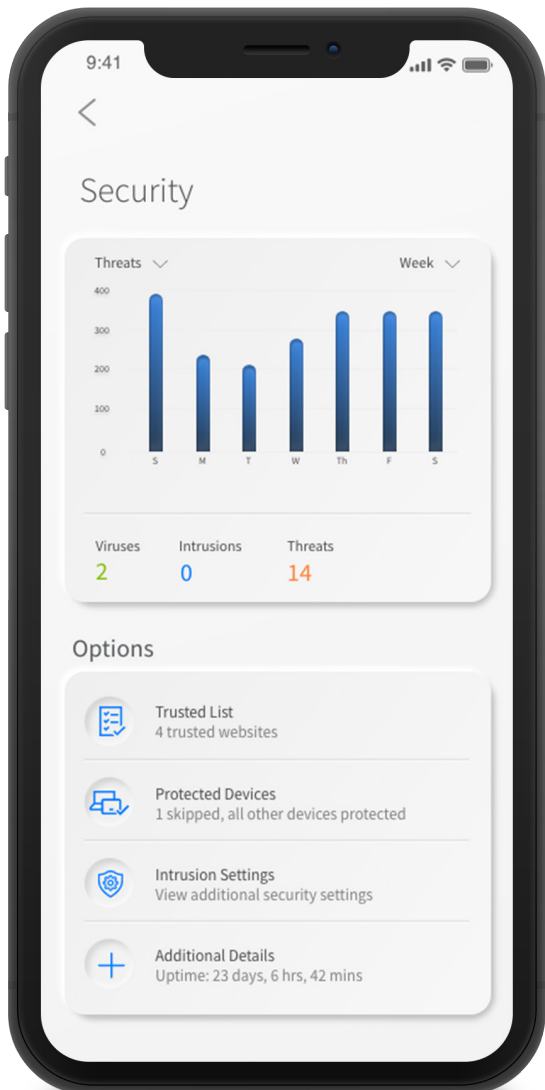 9:41
Security
Threats Week
400
300
200
100
0
S M T W Th F S
Viruses Intrusions Threats
2 0 14
Options
Trusted List
4 trusted websites
Protected Devices
1 skipped, all other devices protected
Intrusion Settings
View additional security settings
Additional Details
Uptime: 23 days, 6 hrs, 42 mins